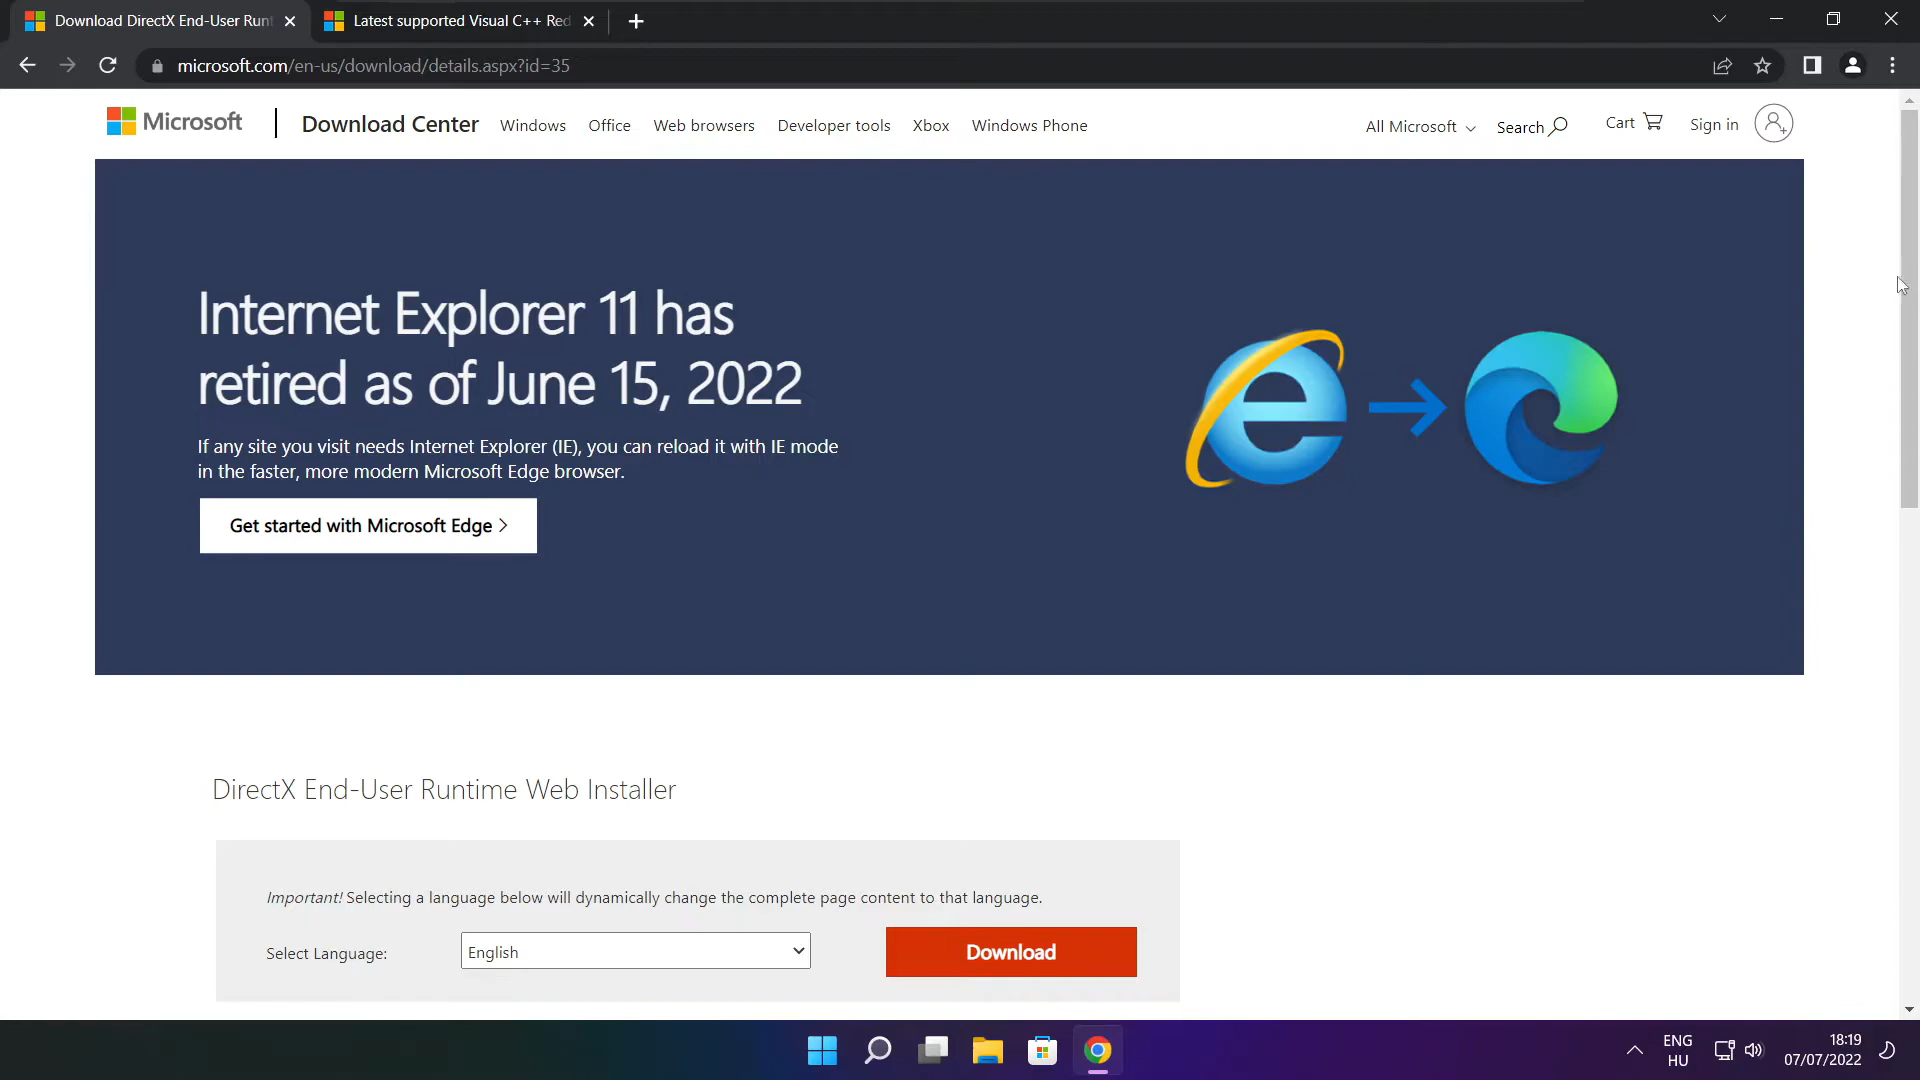 Download DirectX End-User Runt
Latest supported Visual C++ Red
microsoft.com/en-us/download/details.aspx?id=35
Microsoft
Download Center
Windows
Office
Web browsers
Developer tools
Xbox
Windows Phone
All Microsoft
Search
Cart
Sign in
Internet Explorer 11 has
retired as of June 15, 2022
If any site you visit needs Internet Explorer (IE), you can reload it with IE mode
in the faster, more modern Microsoft Edge browser.
Get started with Microsoft Edge >
DirectX End-User Runtime Web Installer
Important! Selecting a language below will dynamically change the complete page content to that language.
Select Language:
English
Download
ENG
HU
18:19
07/07/2022